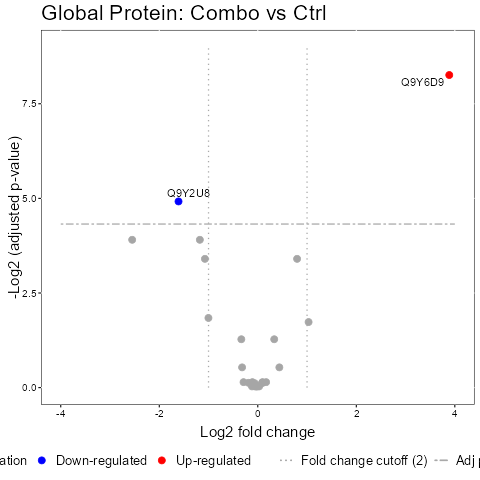 Global Protein: Combo vs Ctrl
Q9Y6D9
7.5
Q9Y2U8
5.0
2.5
0.0
-Log2 (adjusted p-value)
-4 -2 0 2 4
Log2 fold change
ation Down-regulated Up-regulated Fold change cutoff (2) Adj p